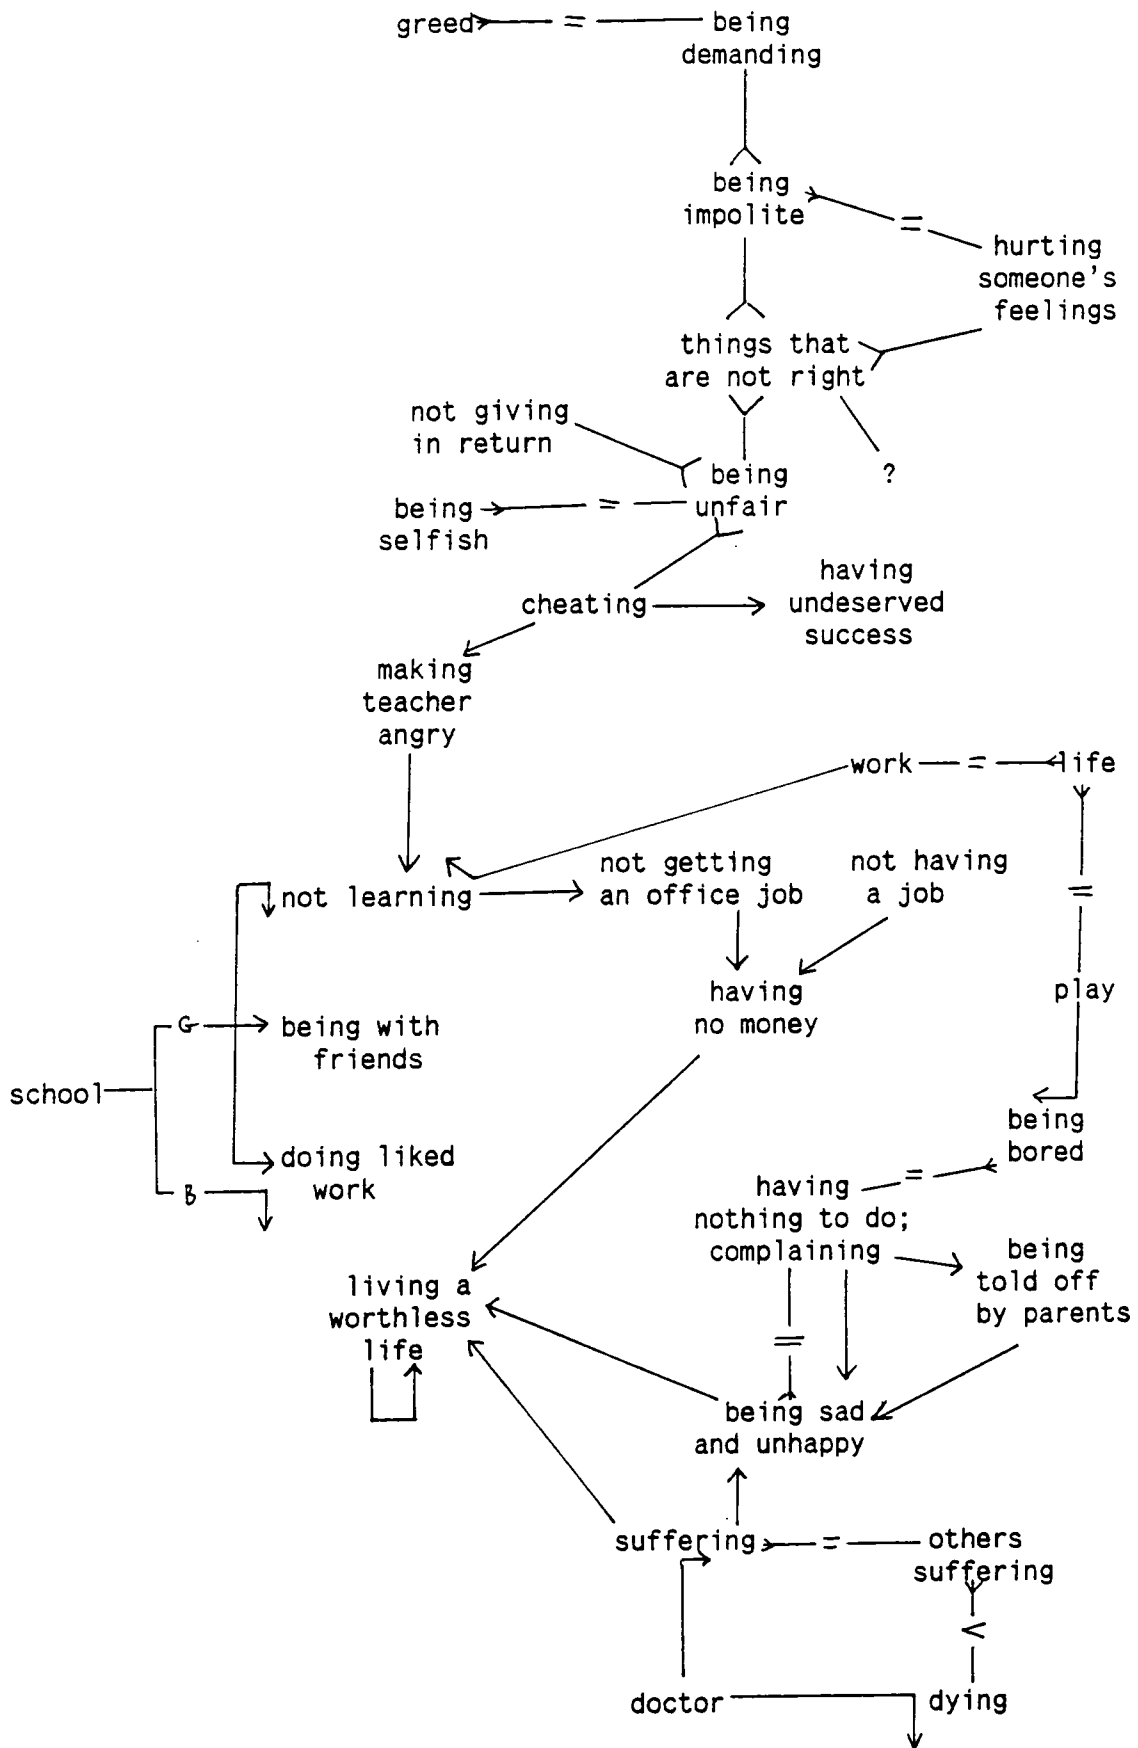 greed = being
demanding
being
impolite
=
hurting
someone's
feelings
things that
are not right
?
not giving
in return
being
unfair
being =
selfish
cheating
having
undeserved
success
making
teacher
angry
work = life
=
not learning
not getting
an office job
not having
a job
having
no money
play
school
G
being with
friends
doing liked
work
B
being
bored
=
having
nothing to do;
complaining
being
told off
by parents
living a
worthless
life
=
being sad
and unhappy
suffering = others
suffering
<
doctor
dying